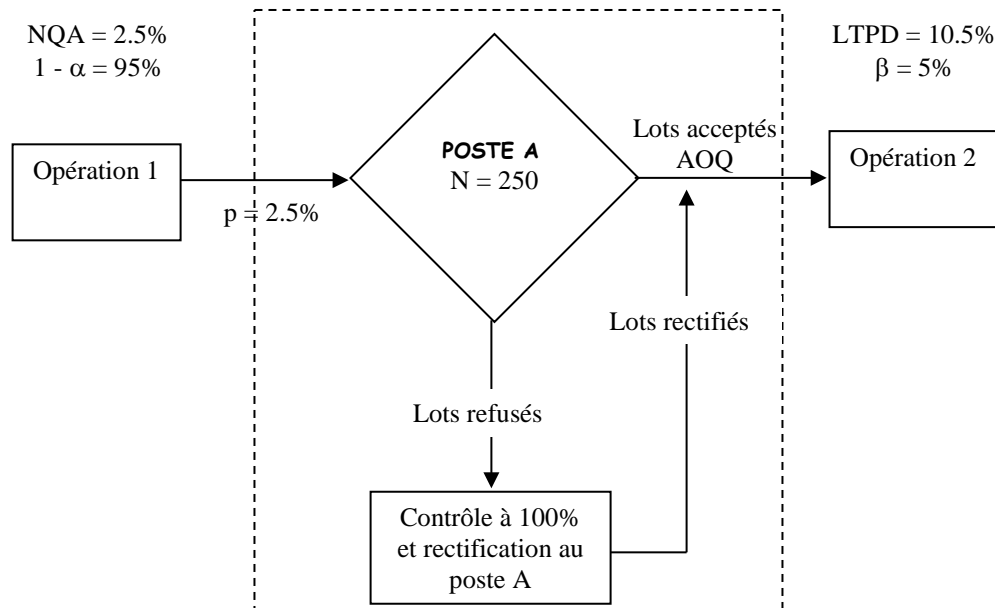 NQA = 2.5%
1 - α = 95%
LTPD = 10.5%
β = 5%
Opération 1
p = 2.5%
POSTE A
N = 250
Lots acceptés
AOQ
Opération 2
Lots rectifiés
Lots refusés
Contrôle à 100%
et rectification au
poste A